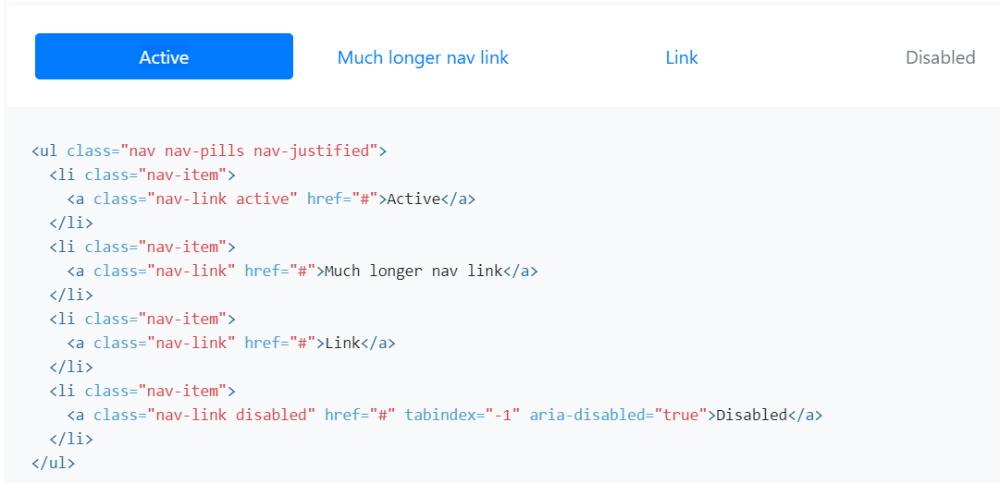 Active Much longer nav link Link Disabled
<ul class="nav nav-pills nav-justified">
  <li class="nav-item">
    <a class="nav-link active" href="#">Active</a>
  </li>
  <li class="nav-item">
    <a class="nav-link" href="#">Much longer nav link</a>
  </li>
  <li class="nav-item">
    <a class="nav-link" href="#">Link</a>
  </li>
  <li class="nav-item">
    <a class="nav-link disabled" href="#" tabindex="-1" aria-disabled="true">Disabled</a>
  </li>
</ul>